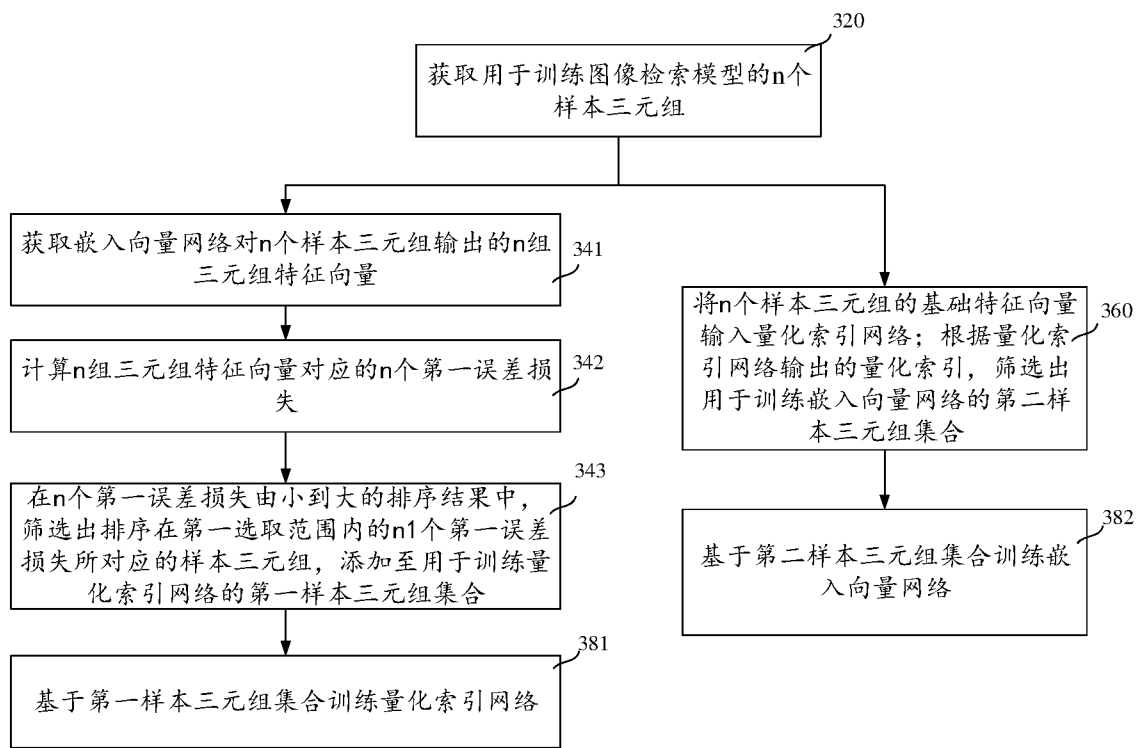 320
获取用于训练图像检索模型的n个
样本三元组
获取嵌入向量网络对n个样本三元组输出的n组
三元组特征向量
341
计算n组三元组特征向量对应的n个第一误差损
失
342
在n个第一误差损失由小到大的排序结果中，
筛选出排序在第一选取范围内的n1个第一误差
损失所对应的样本三元组，添加至用于训练量
化索引网络的第一样本三元组集合
343
基于第一样本三元组集合训练量化索引网络
381
将n个样本三元组的基础特征向量
输入量化索引网络；根据量化索
引网络输出的量化索引，筛选出
用于训练嵌入向量网络的第二样
本三元组集合
360
基于第二样本三元组集合训练嵌
入向量网络
382